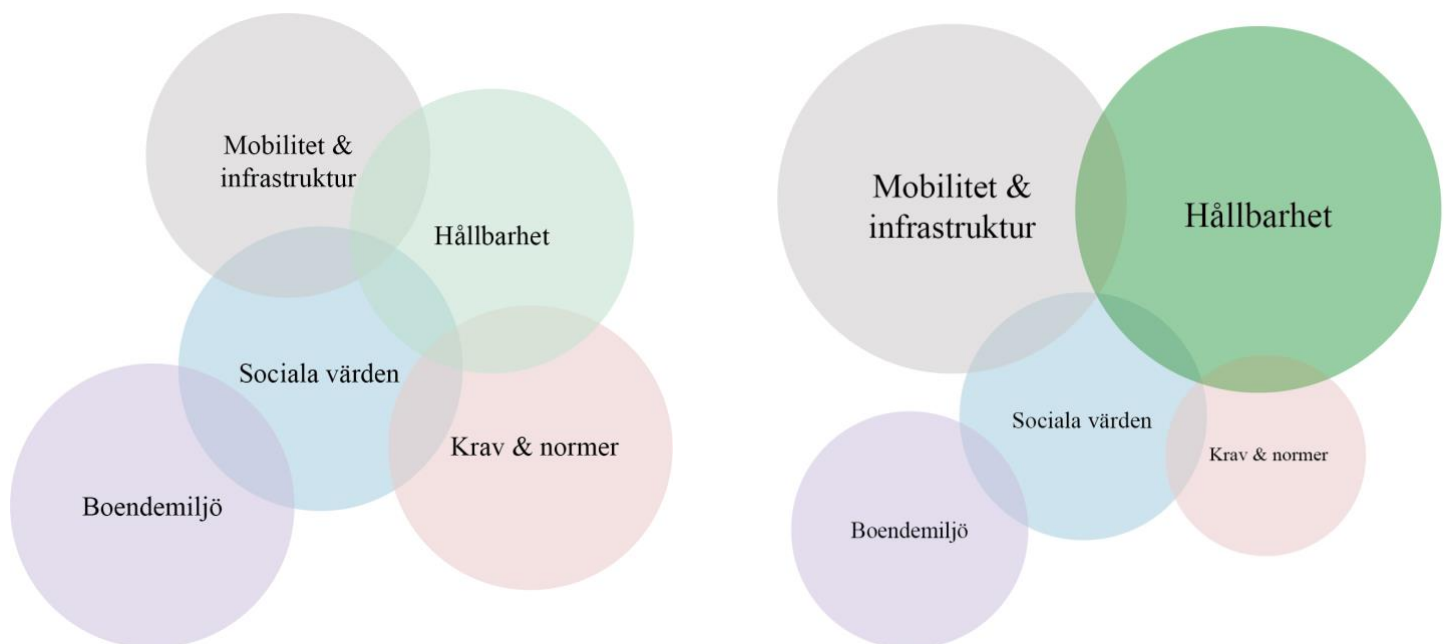 Mobilitet &
infrastruktur
Hållbarhet
Sociala värden
Krav & normer
Boendemiljö
Mobilitet &
infrastruktur
Hållbarhet
Sociala värden
Krav & normer
Boendemiljö